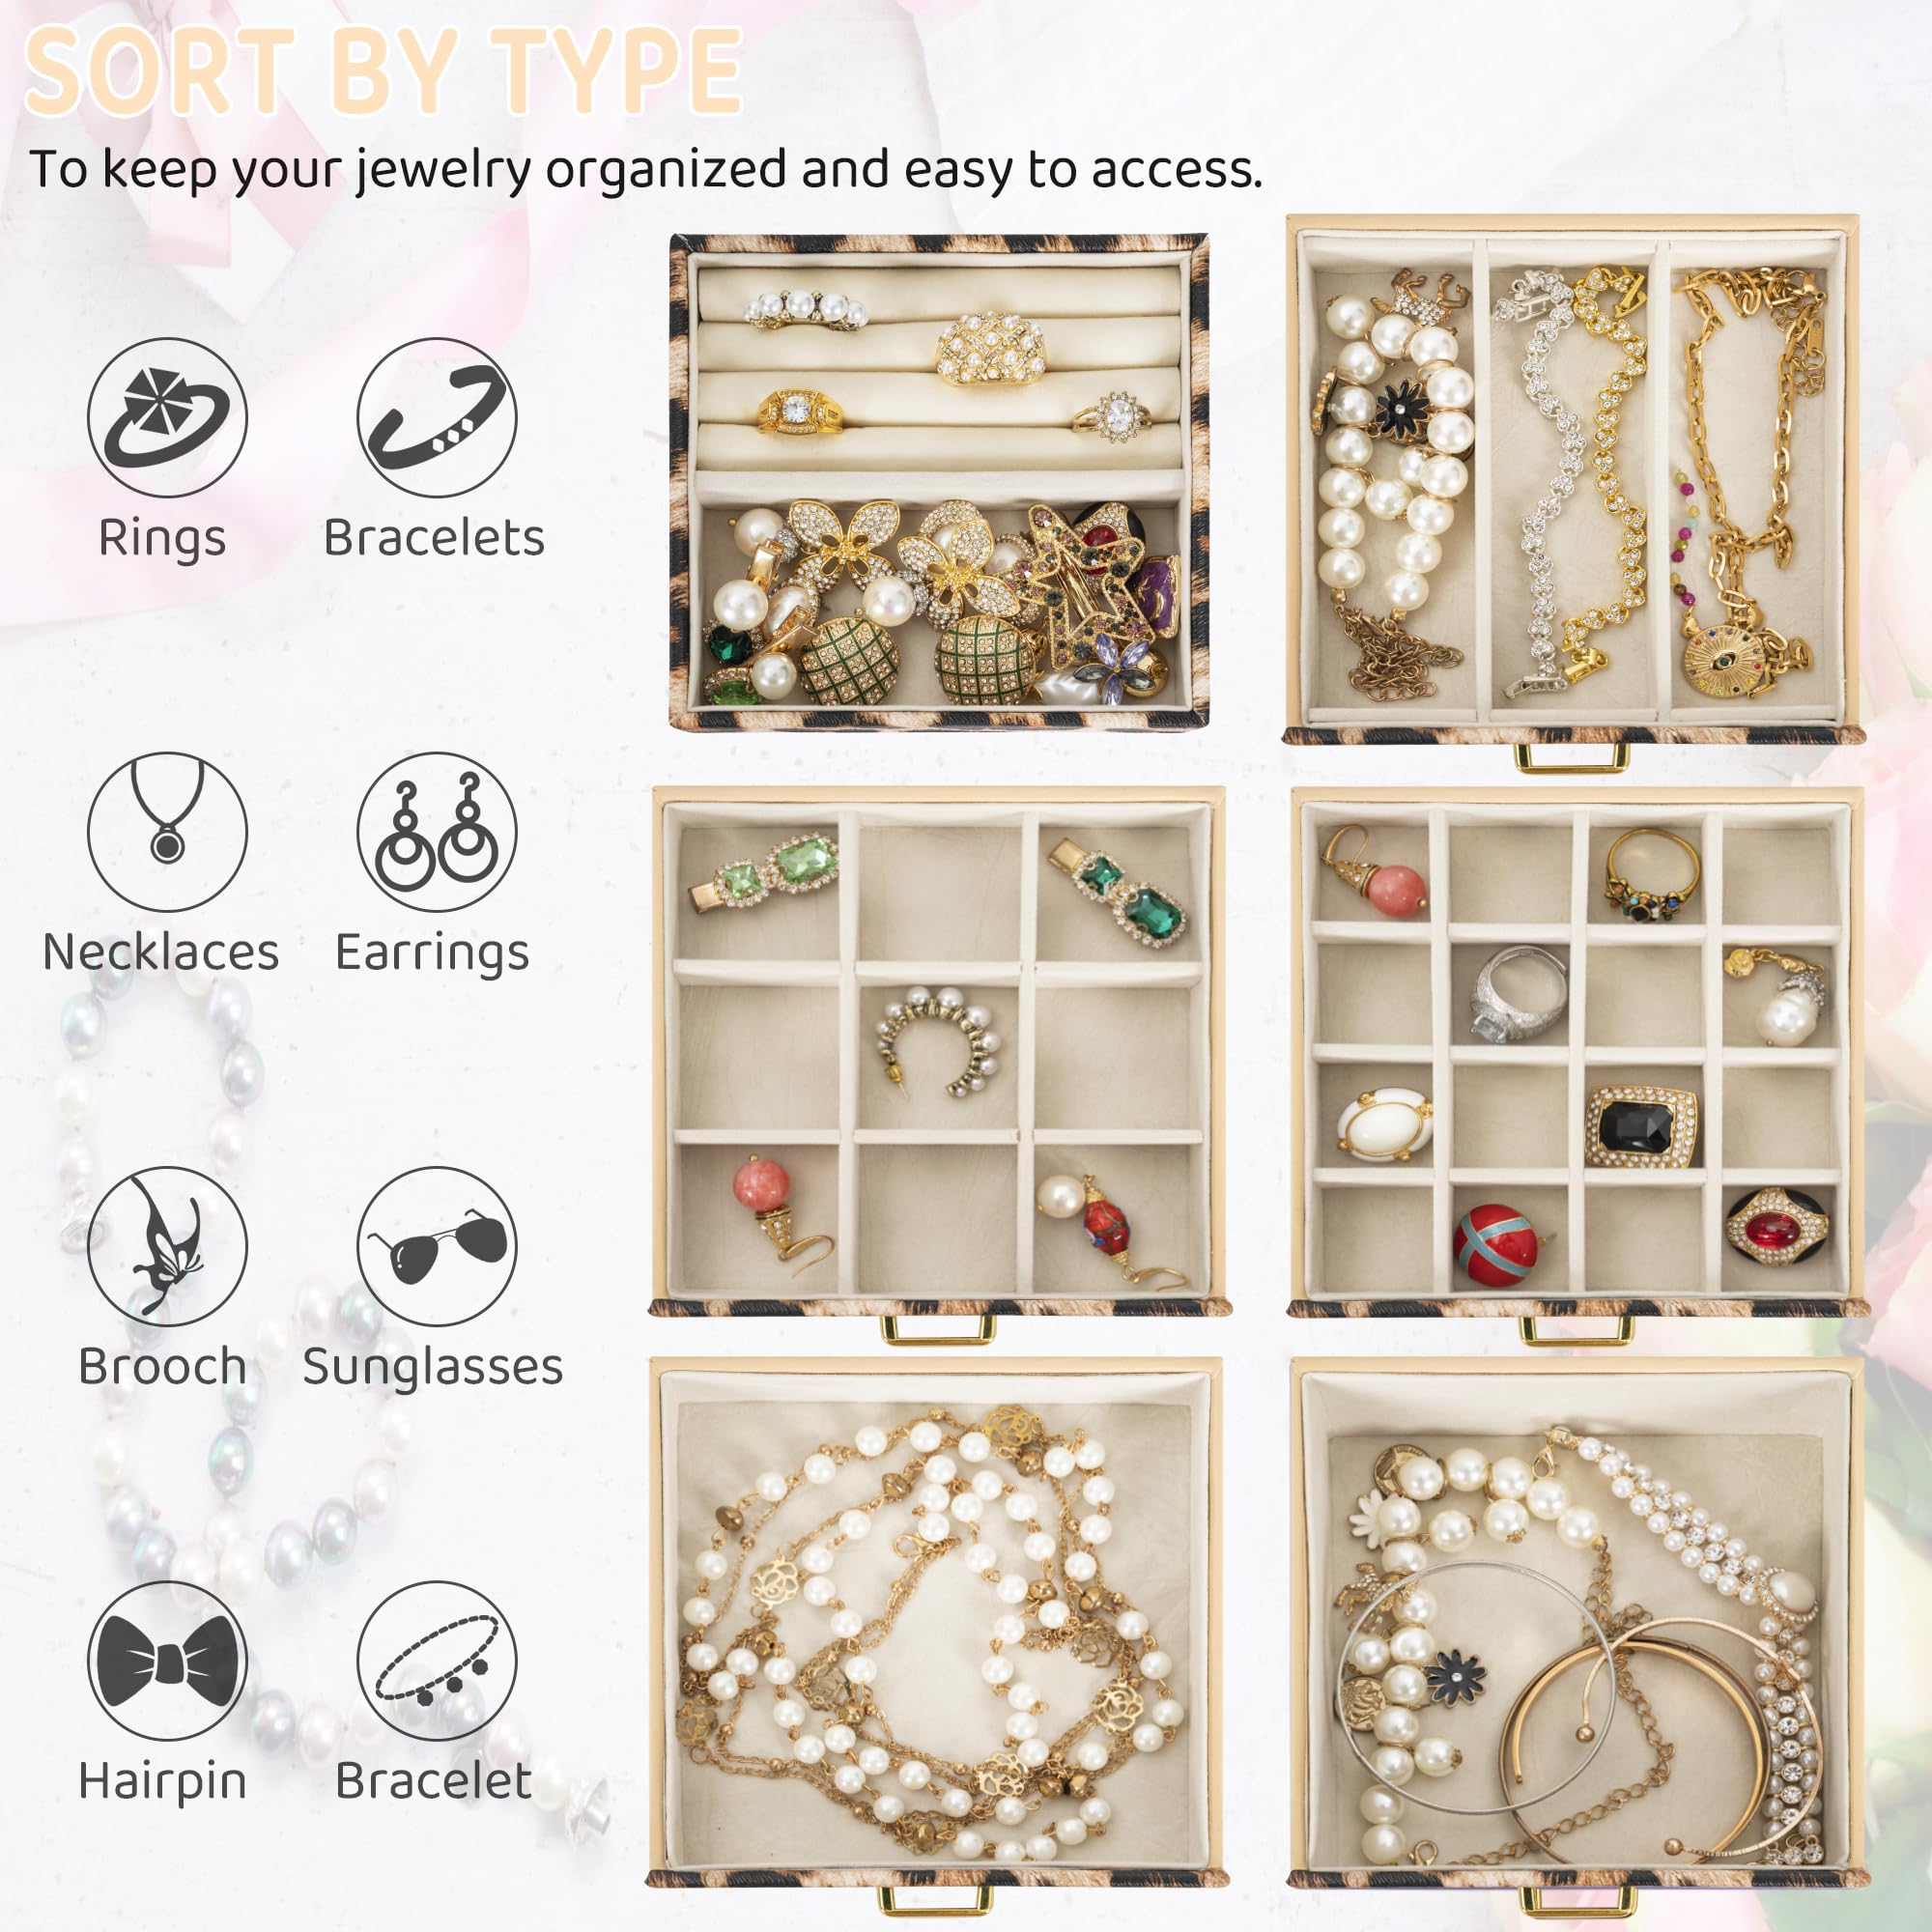 SORT BY TYPE
To keep your jewelry organized and easy to access.
Rings
Bracelets
Necklaces
Earrings
Brooch
Sunglasses
Hairpin
Bracelet